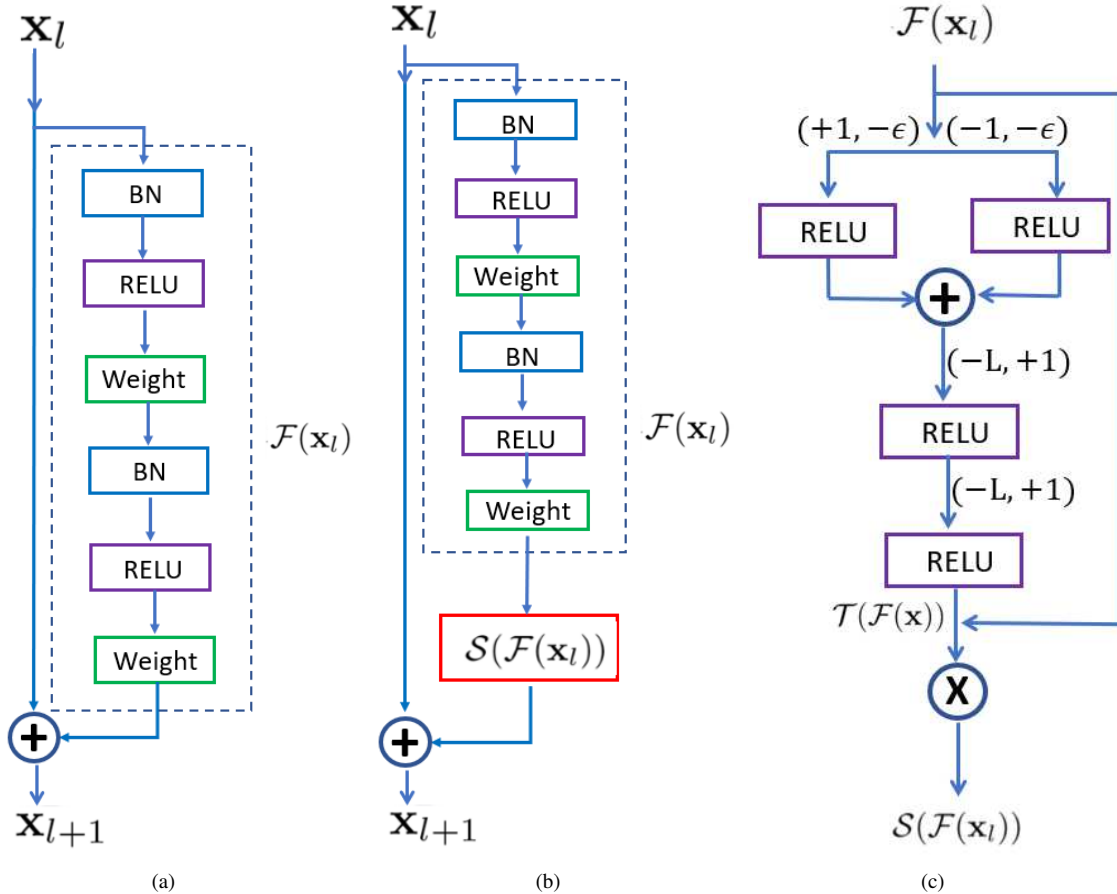 𝐱_l
BN
RELU
Weight
BN
RELU
Weight
ℱ(𝐱_l)
+
𝐱_{l+1}
(a)
𝐱_l
BN
RELU
Weight
BN
RELU
Weight
ℱ(𝐱_l)
𝒮(ℱ(𝐱_l))
+
𝐱_{l+1}
(b)
ℱ(𝐱_l)
(+1, −ϵ) (−1, −ϵ)
RELU RELU
+
(−L, +1)
RELU
(−L, +1)
RELU
𝒯(ℱ(𝐱))
X
𝒮(ℱ(𝐱_l))
(c)